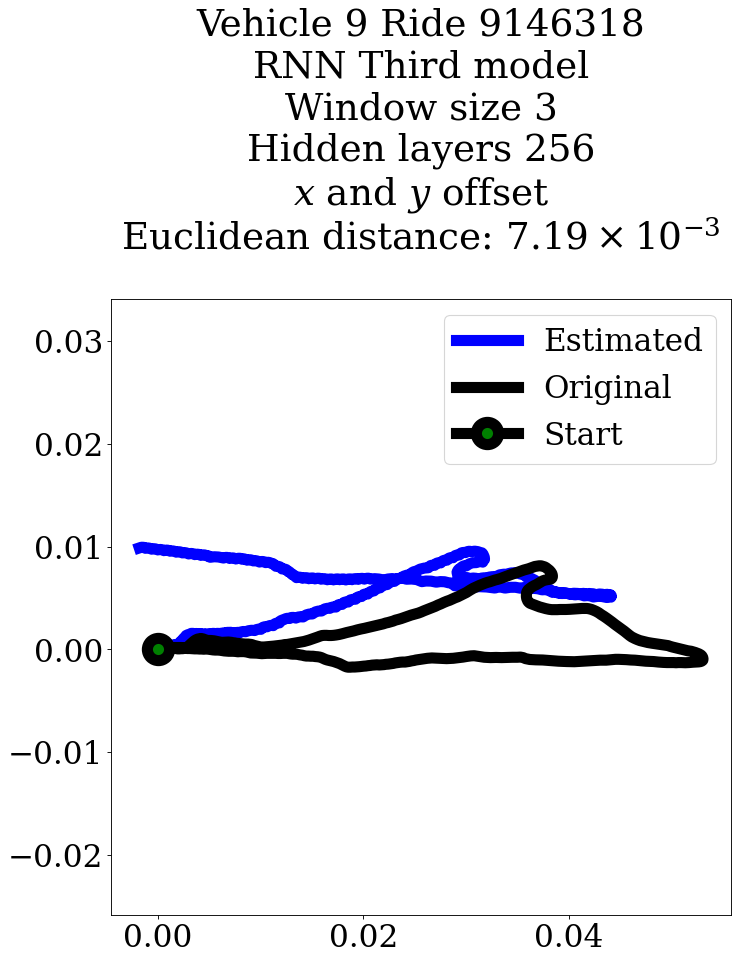 Vehicle 9 Ride 9146318
RNN Third model
Window size 3
Hidden layers 256
x and y offset
Euclidean distance: 7.19 × 10⁻³
Estimated
Original
Start
0.03
0.02
0.01
0.00
−0.01
−0.02
0.00 0.02 0.04